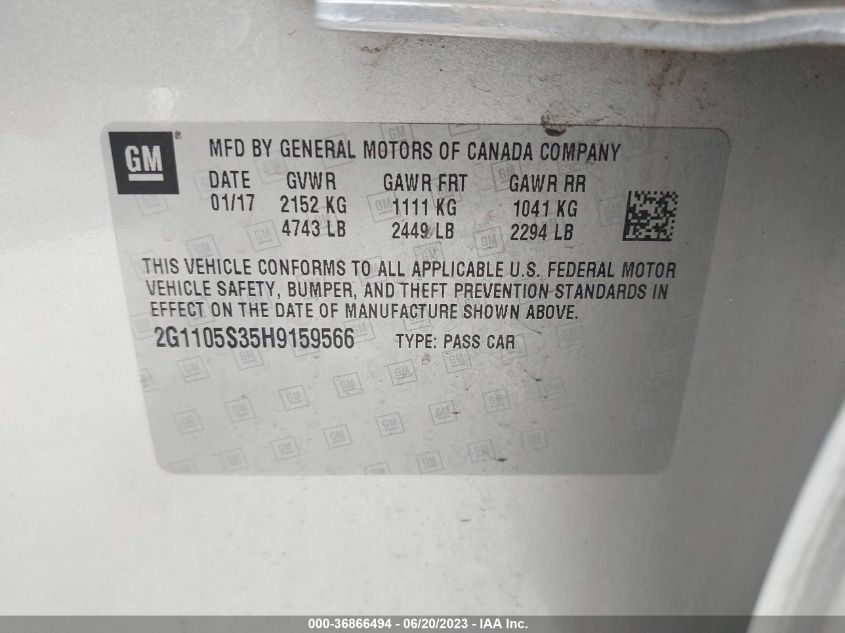 GM ® MFD BY GENERAL MOTORS OF CANADA COMPANY
DATE GVWR GAWR FRT GAWR RR
01/17 2152 KG 1111 KG 1041 KG
4743 LB 2449 LB 2294 LB
THIS VEHICLE CONFORMS TO ALL APPLICABLE U.S. FEDERAL MOTOR
VEHICLE SAFETY, BUMPER, AND THEFT PREVENTION STANDARDS IN
EFFECT ON THE DATE OF MANUFACTURE SHOWN ABOVE.
2G1105S35H9159566 TYPE: PASS CAR
000-36866494 - 06/20/2023 - IAA Inc.